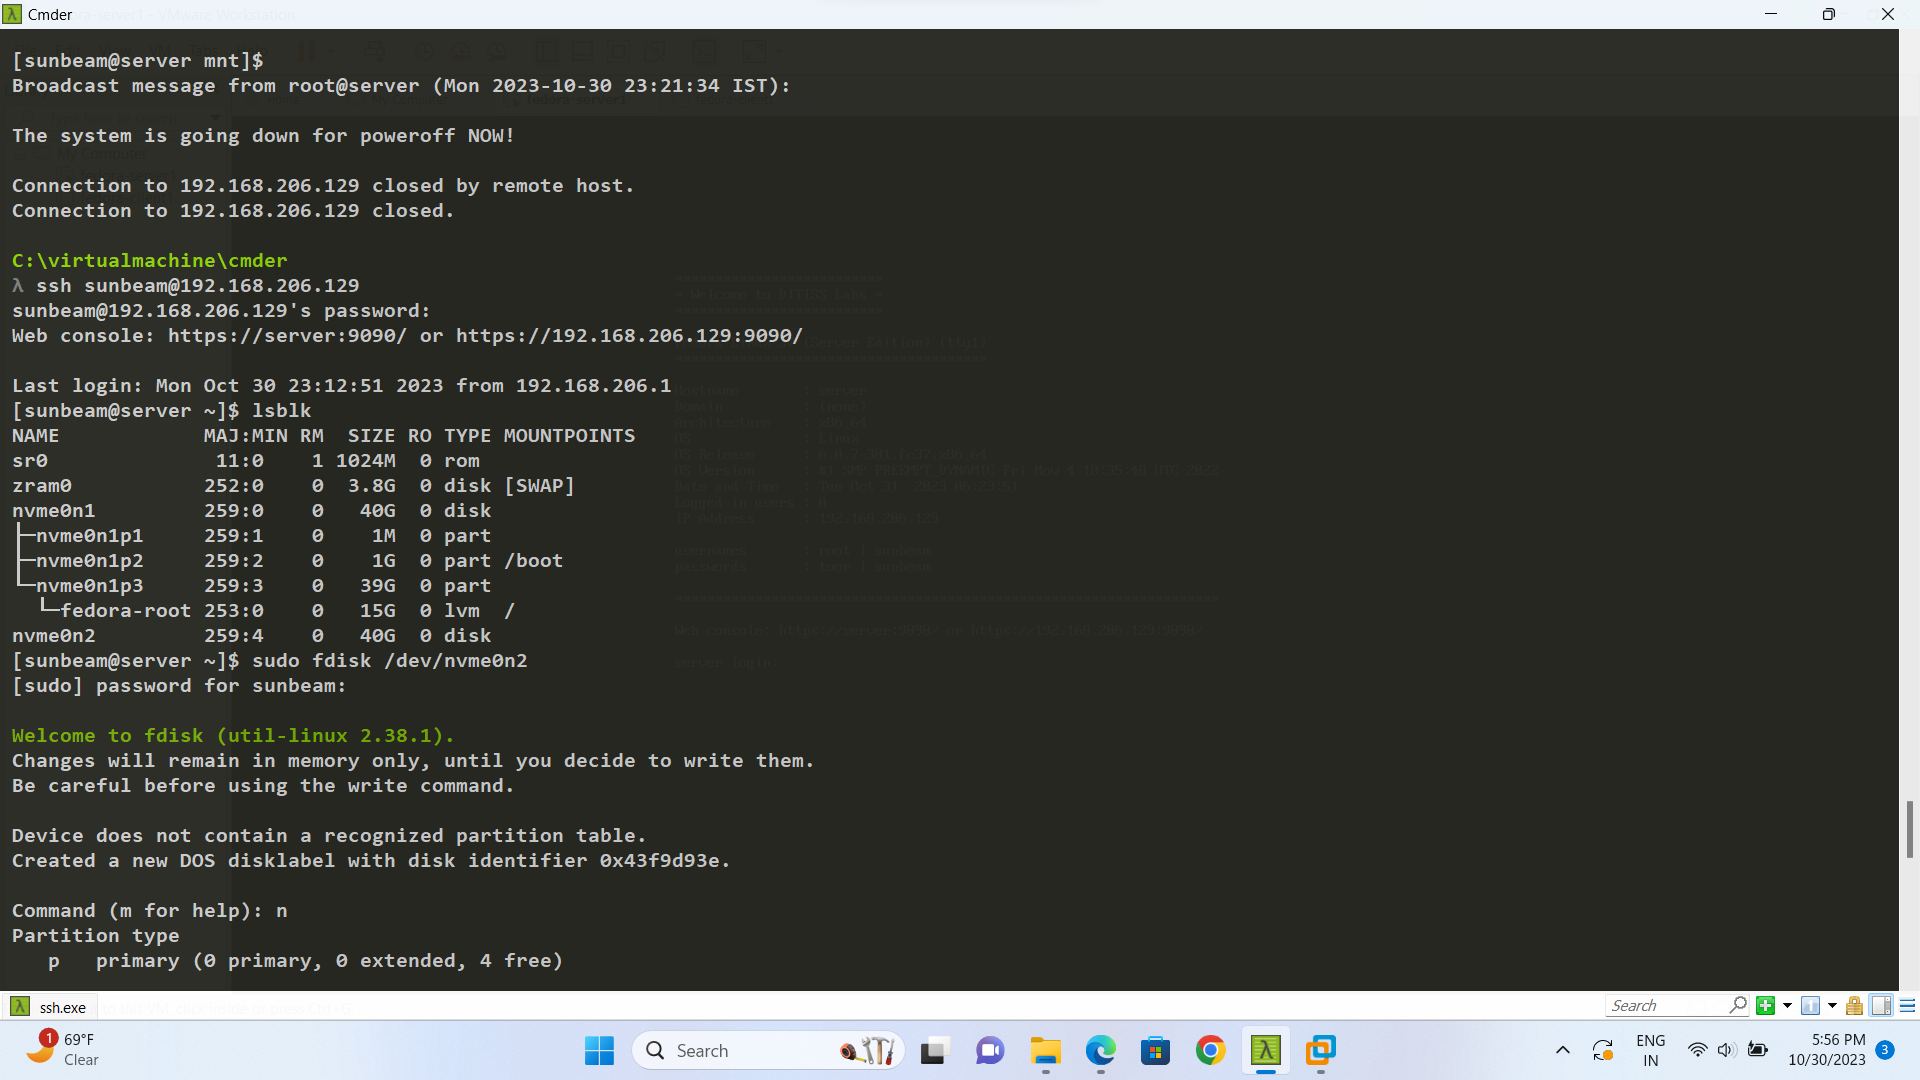 Cmder
[sunbeam@server mnt]$
Broadcast message from root@server (Mon 2023-10-30 23:21:34 IST):
The system is going down for poweroff NOW!
Connection to 192.168.206.129 closed by remote host.
Connection to 192.168.206.129 closed.
C:\virtualmachine\cmder
λ ssh sunbeam@192.168.206.129
sunbeam@192.168.206.129's password:
Web console: https://server:9090/ or https://192.168.206.129:9090/
Last login: Mon Oct 30 23:12:51 2023 from 192.168.206.1
[sunbeam@server ~]$ lsblk
NAME            MAJ:MIN RM   SIZE RO TYPE MOUNTPOINTS
sr0              11:0    1 1024M  0 rom
zram0           252:0    0  3.8G  0 disk [SWAP]
nvme0n1         259:0    0   40G  0 disk
├─nvme0n1p1     259:1    0    1M  0 part
├─nvme0n1p2     259:2    0    1G  0 part /boot
└─nvme0n1p3     259:3    0   39G  0 part
  └─fedora-root 253:0    0   15G  0 lvm  /
nvme0n2         259:4    0   40G  0 disk
[sunbeam@server ~]$ sudo fdisk /dev/nvme0n2
[sudo] password for sunbeam:
Welcome to fdisk (util-linux 2.38.1).
Changes will remain in memory only, until you decide to write them.
Be careful before using the write command.
Device does not contain a recognized partition table.
Created a new DOS disklabel with disk identifier 0x43f9d93e.
Command (m for help): n
Partition type
   p   primary (0 primary, 0 extended, 4 free)
ssh.exe
Search
1
69°F
Clear
Search
ENG
IN
5:56 PM
10/30/2023
3